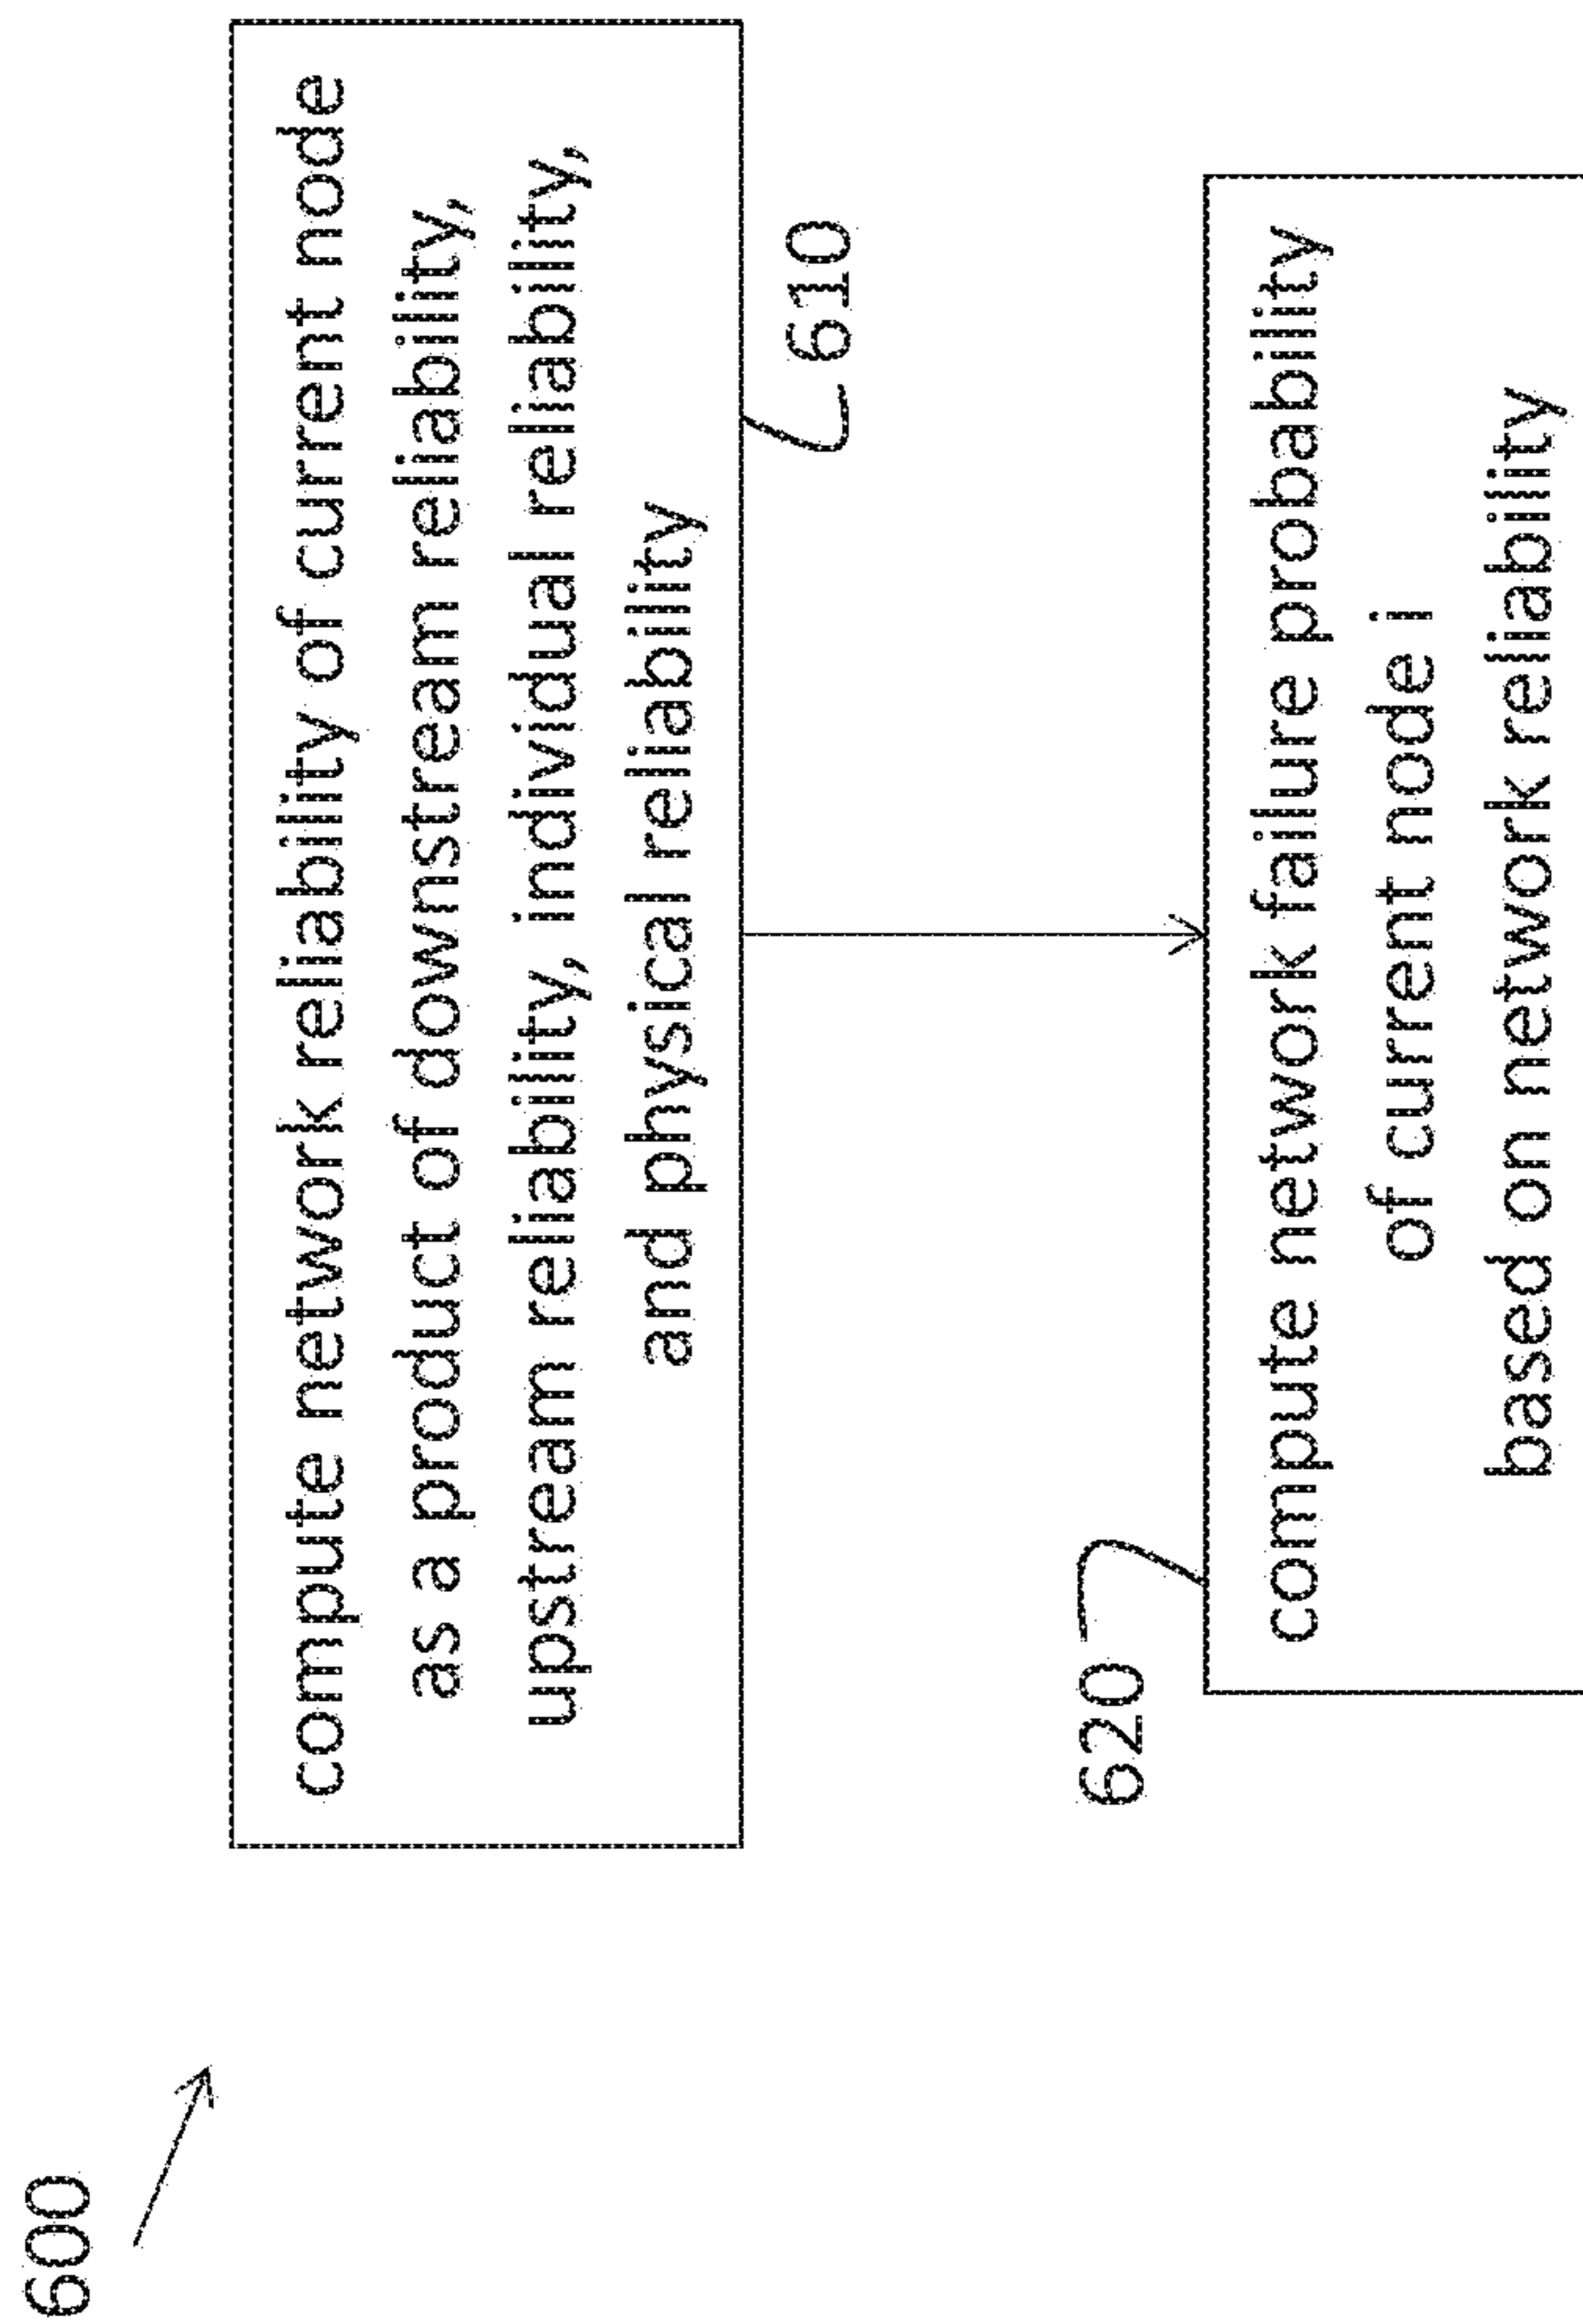 600
compute network reliability of current node
as a product of downstream reliability,
upstream reliability, individual reliability,
and physical reliability
610
620
compute network failure probability
of current node i
based on network reliability